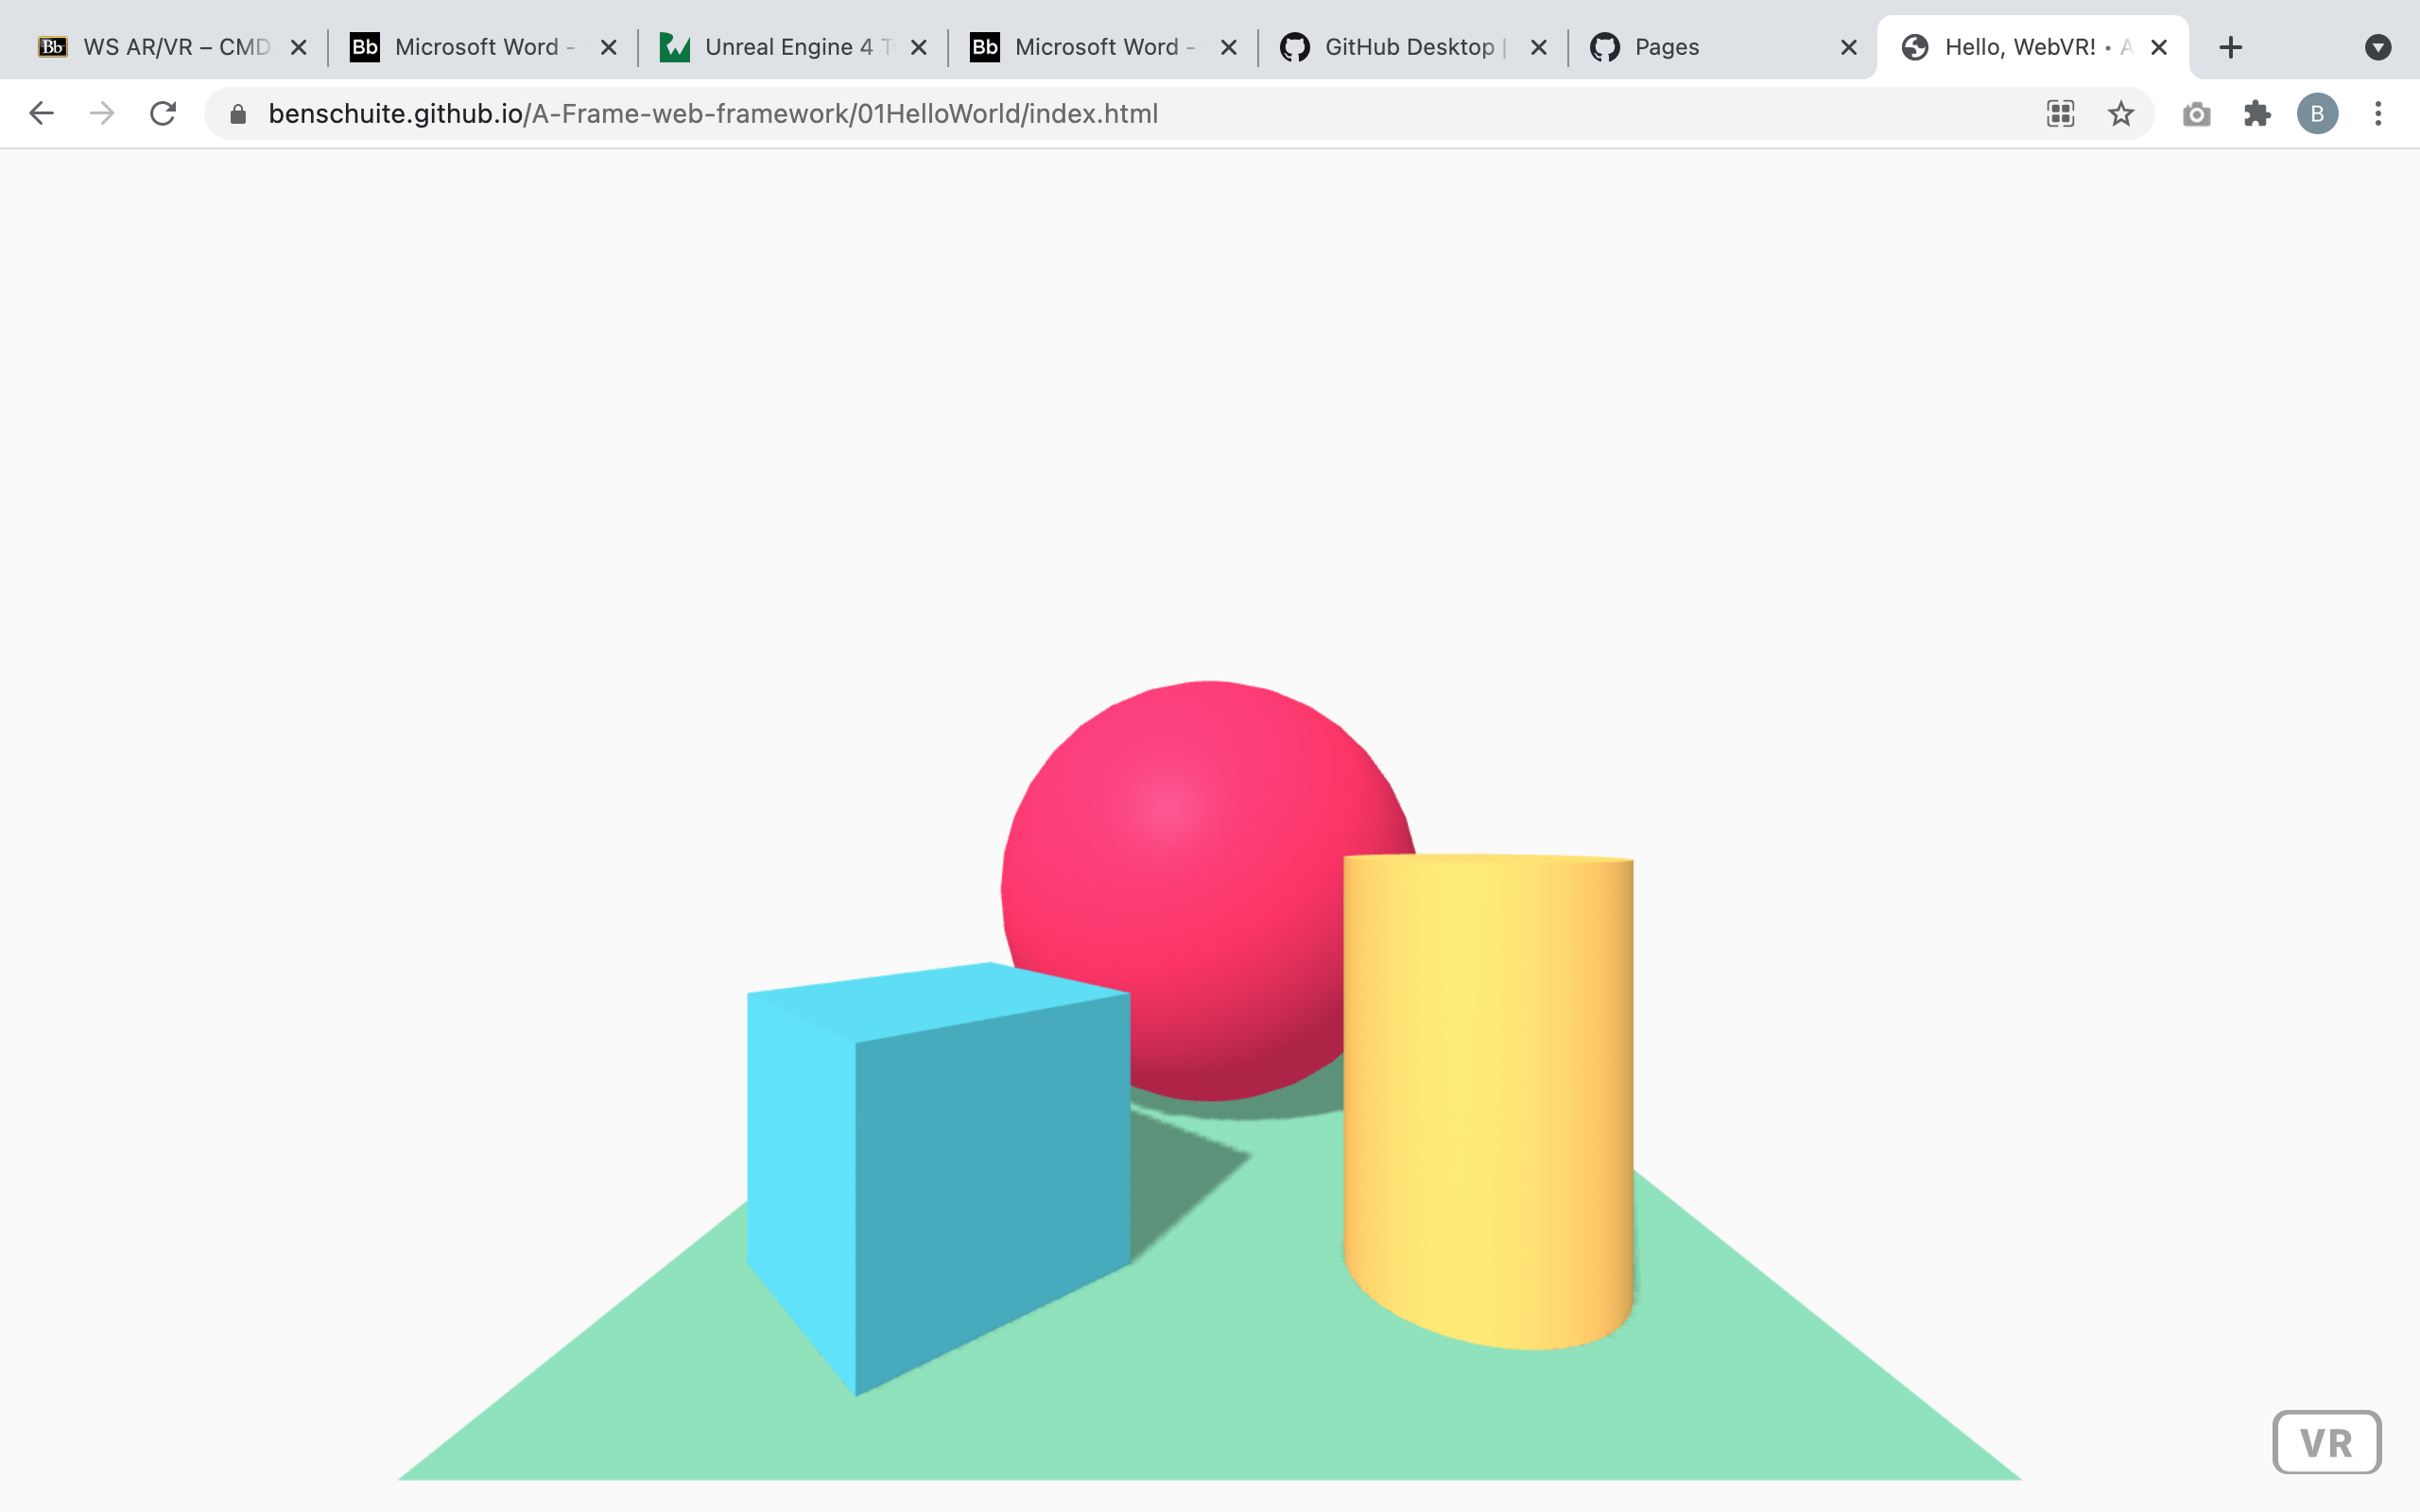 Bb WS AR/VR – CMD
Bb Microsoft Word -
Unreal Engine 4 T
Bb Microsoft Word -
GitHub Desktop |
Pages
Hello, WebVR! • A
benschuite.github.io/A-Frame-web-framework/01HelloWorld/index.html
B
VR